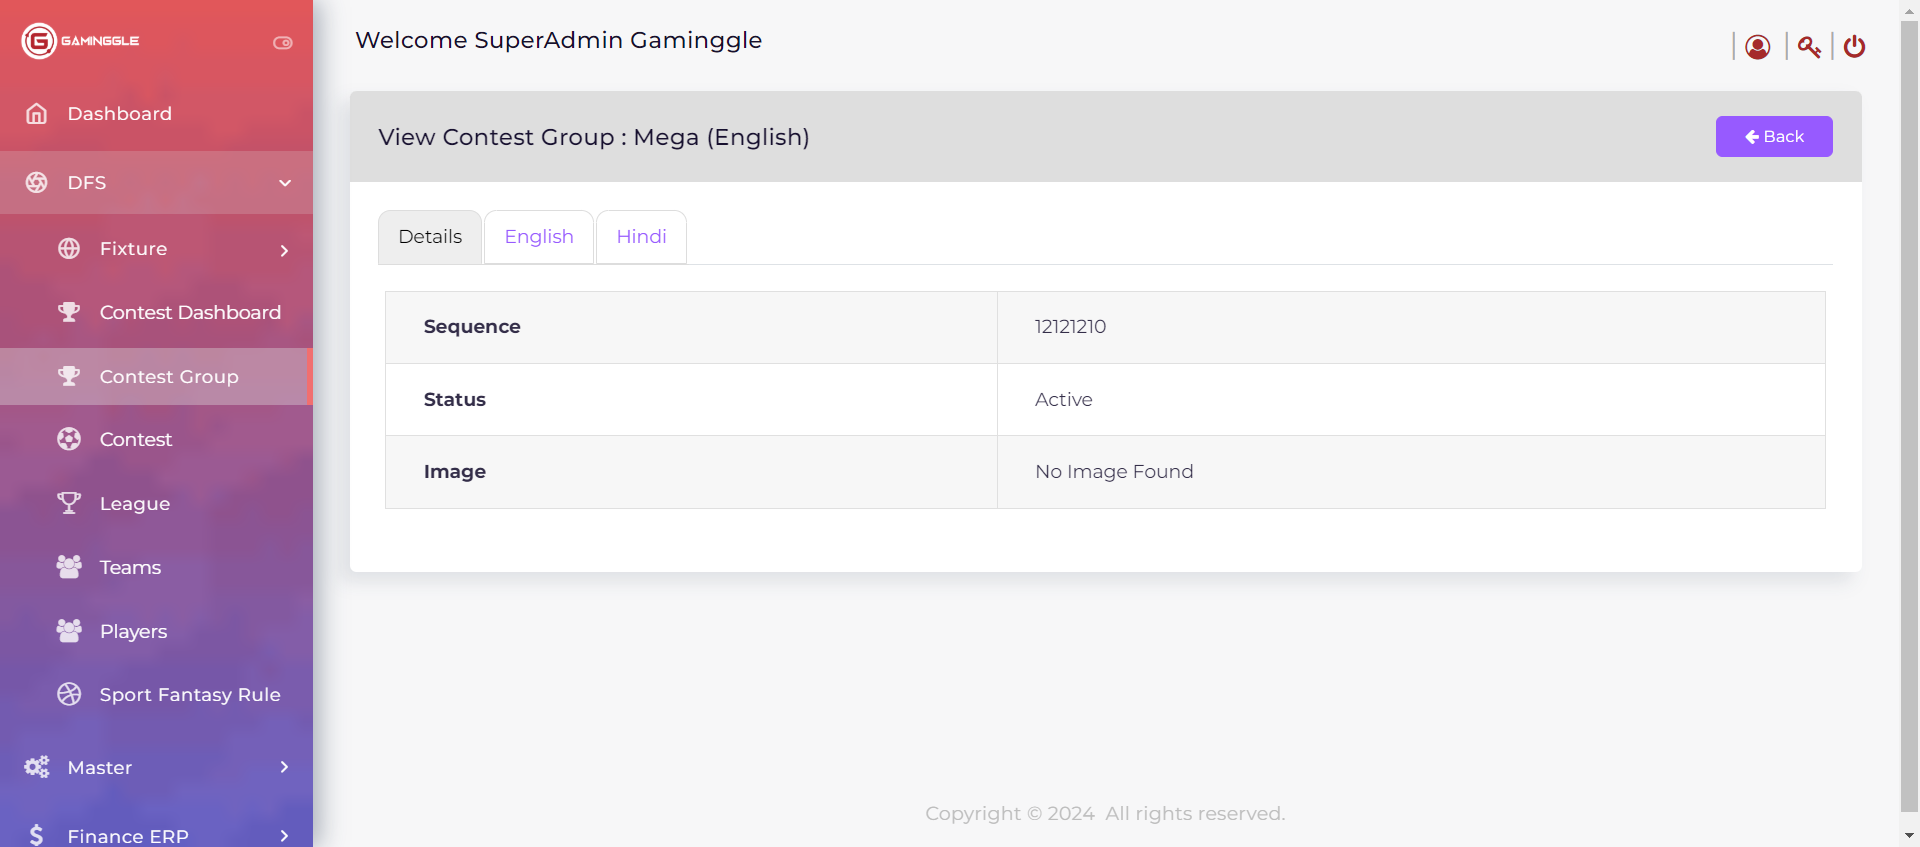 GAMINGGLE
Dashboard
DFS
Fixture
Contest Dashboard
Contest Group
Contest
League
Teams
Players
Sport Fantasy Rule
Master
Finance ERP
Welcome SuperAdmin Gaminggle
View Contest Group : Mega (English)
Back
Details English Hindi
Sequence 12121210
Status Active
Image No Image Found
Copyright © 2024 All rights reserved.